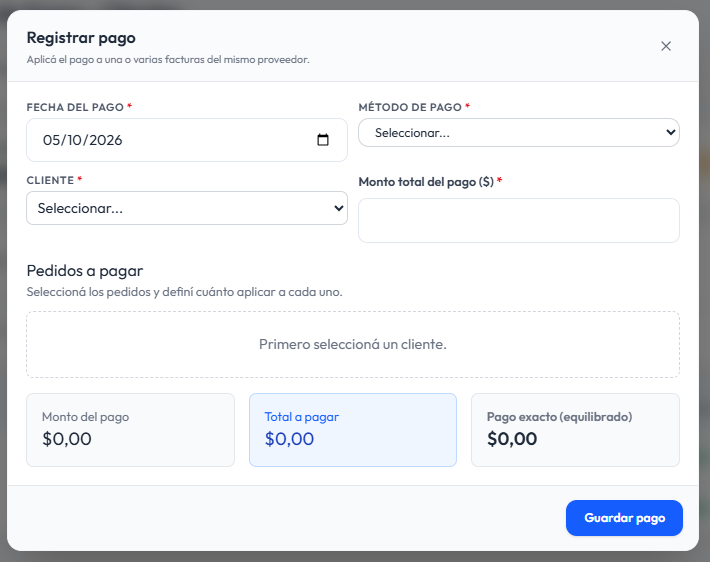 Registrar pago
Aplicá el pago a una o varias facturas del mismo proveedor.
FECHA DEL PAGO *
05/10/2026
MÉTODO DE PAGO *
Seleccionar...
CLIENTE *
Seleccionar...
Monto total del pago ($) *
Pedidos a pagar
Seleccioná los pedidos y definí cuánto aplicar a cada uno.
Primero seleccioná un cliente.
Monto del pago
$0,00
Total a pagar
$0,00
Pago exacto (equilibrado)
$0,00
Guardar pago